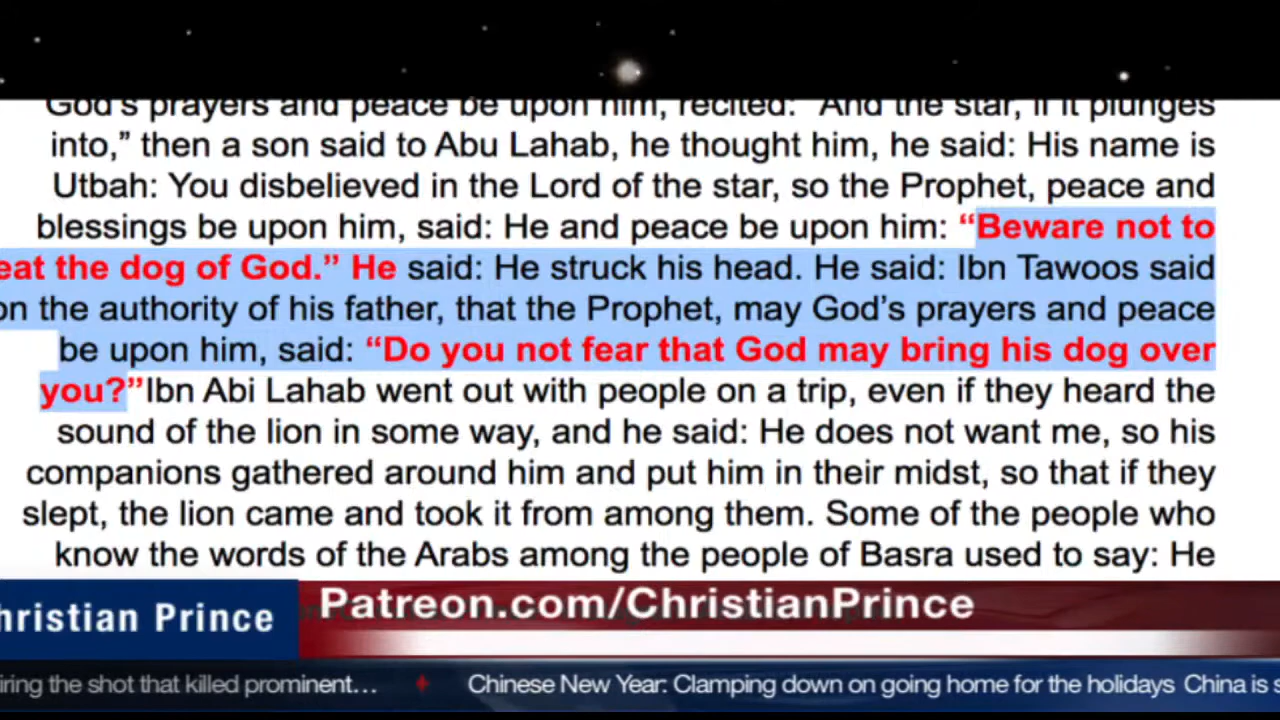 God's prayers and peace be upon him, recited: "And the star, if it plunges
into,” then a son said to Abu Lahab, he thought him, he said: His name is
Utbah: You disbelieved in the Lord of the star, so the Prophet, peace and
blessings be upon him, said: He and peace be upon him: “Beware not to
eat the dog of God.” He said: He struck his head. He said: Ibn Tawoos said
on the authority of his father, that the Prophet, may God’s prayers and peace
be upon him, said: “Do you not fear that God may bring his dog over
you?”Ibn Abi Lahab went out with people on a trip, even if they heard the
sound of the lion in some way, and he said: He does not want me, so his
companions gathered around him and put him in their midst, so that if they
slept, the lion came and took it from among them. Some of the people who
know the words of the Arabs among the people of Basra used to say: He
hristian Prince
Patreon.com/ChristianPrince
iring the shot that killed prominent… Chinese New Year: Clamping down on going home for the holidays China is s